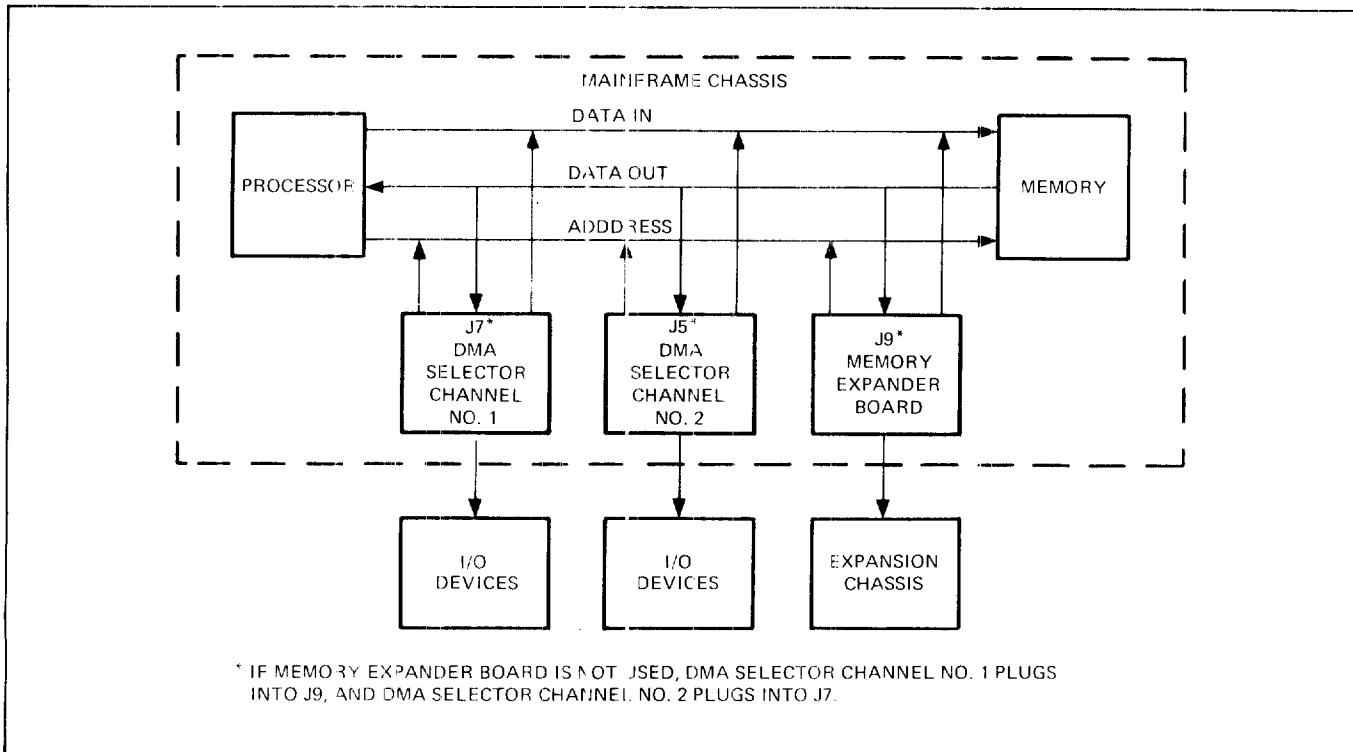 MAINFRAME CHASSIS
DATA IN
PROCESSOR
DATA OUT
MEMORY
ADDDRESS
J7*
DMA
SELECTOR
CHANNEL
NO. 1
J5*
DMA
SELECTOR
CHANNEL
NO. 2
J9*
MEMORY
EXPANDER
BOARD
I/O
DEVICES
I/O
DEVICES
EXPANSION
CHASSIS
* IF MEMORY EXPANDER BOARD IS NOT USED, DMA SELECTOR CHANNEL NO. 1 PLUGS
INTO J9, AND DMA SELECTOR CHANNEL NO. 2 PLUGS INTO J7.